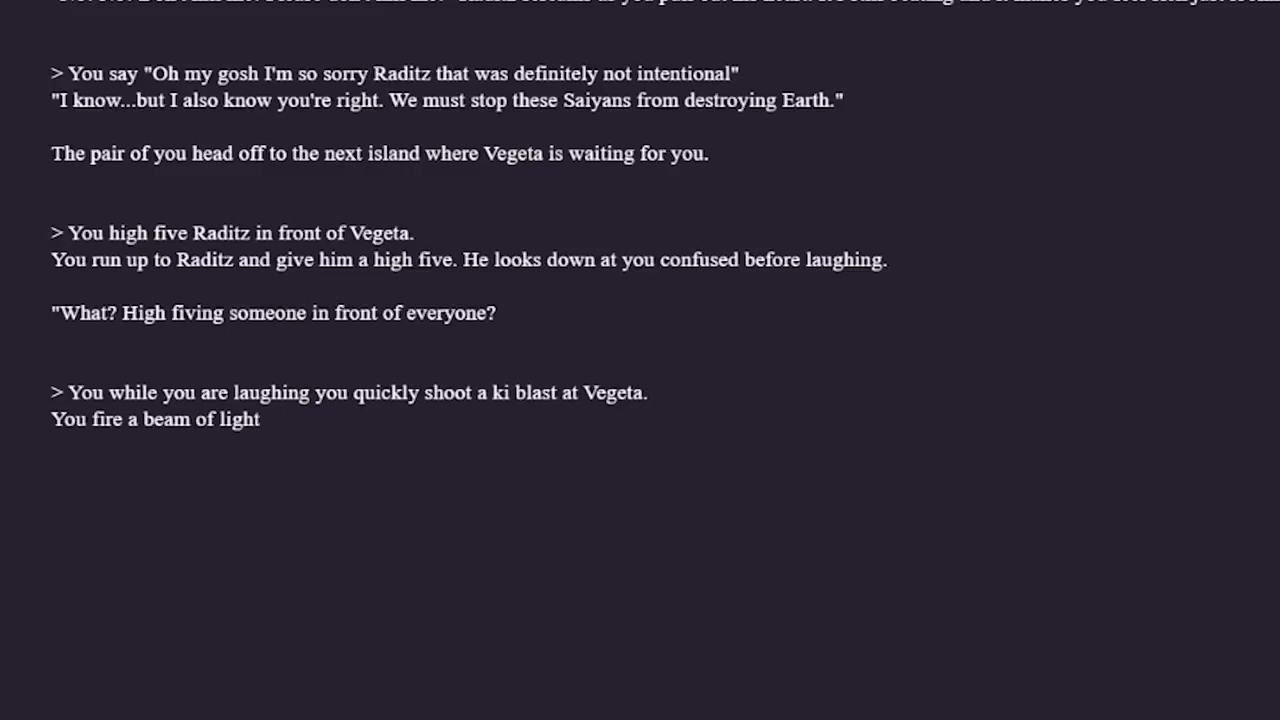 > You say "Oh my gosh I'm so sorry Raditz that was definitely not intentional"
"I know...but I also know you're right. We must stop these Saiyans from destroying Earth."
The pair of you head off to the next island where Vegeta is waiting for you.
> You high five Raditz in front of Vegeta.
You run up to Raditz and give him a high five. He looks down at you confused before laughing.
"What? High fiving someone in front of everyone?
> You while you are laughing you quickly shoot a ki blast at Vegeta.
You fire a beam of light